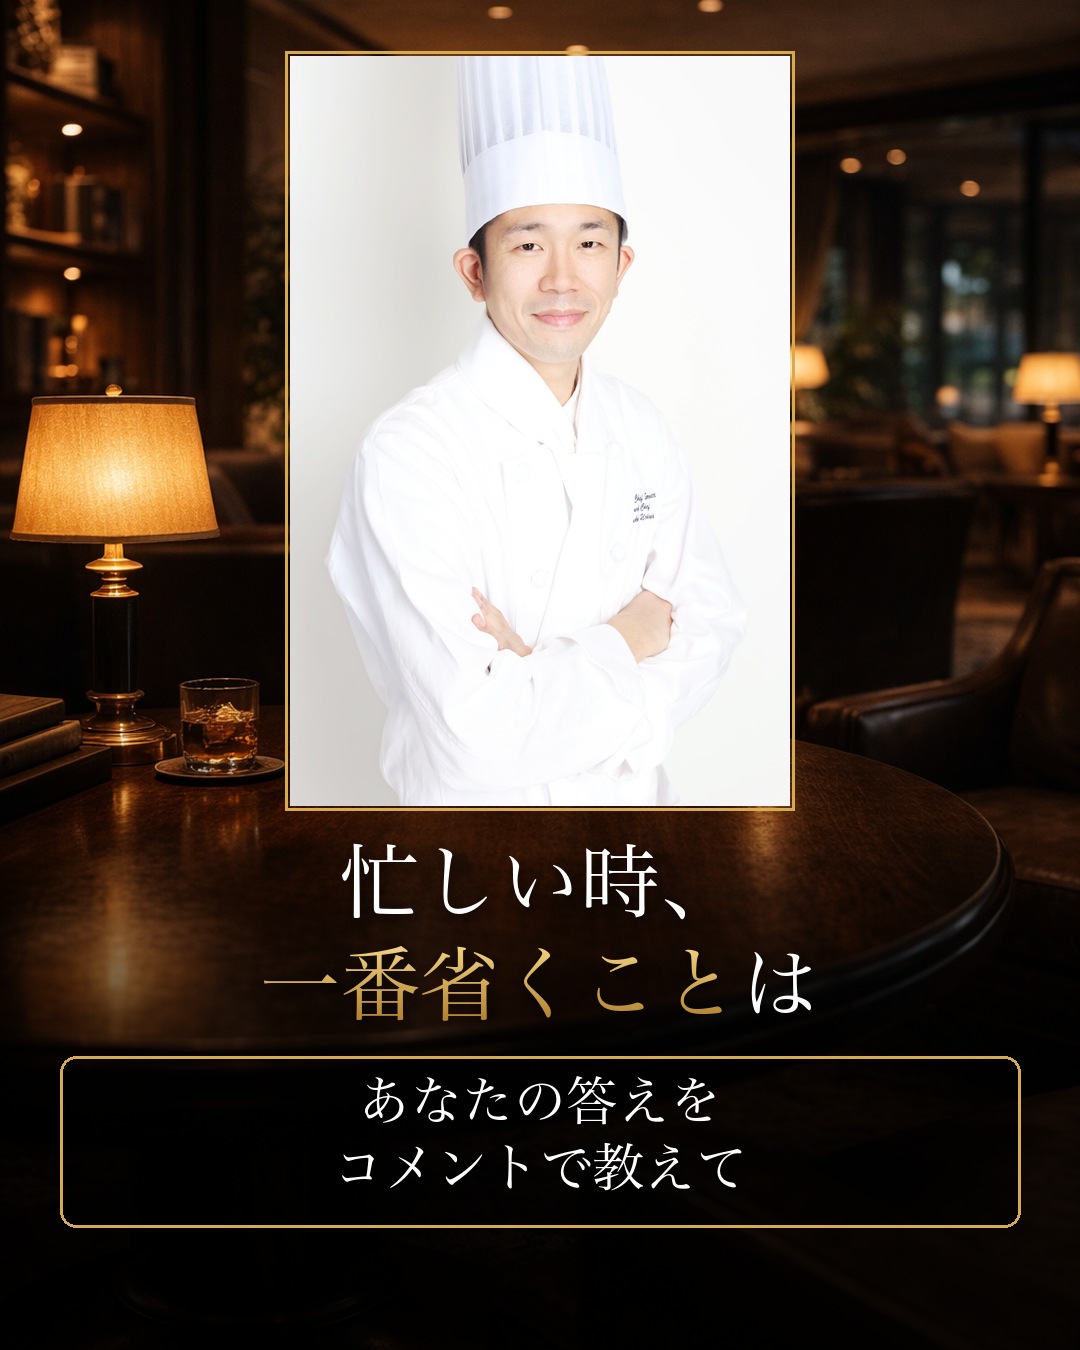 忙しい時、
一番省くことは
あなたの答えを
コメントで教えて